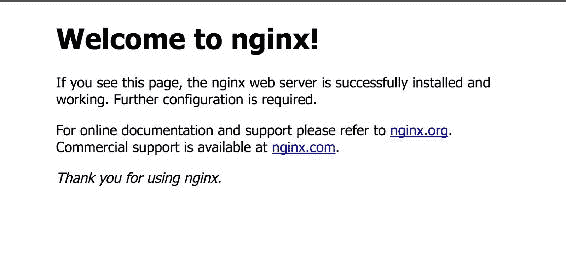 Welcome to nginx!
If you see this page, the nginx web server is successfully installed and
working. Further configuration is required.
For online documentation and support please refer to nginx.org.
Commercial support is available at nginx.com.
Thank you for using nginx.